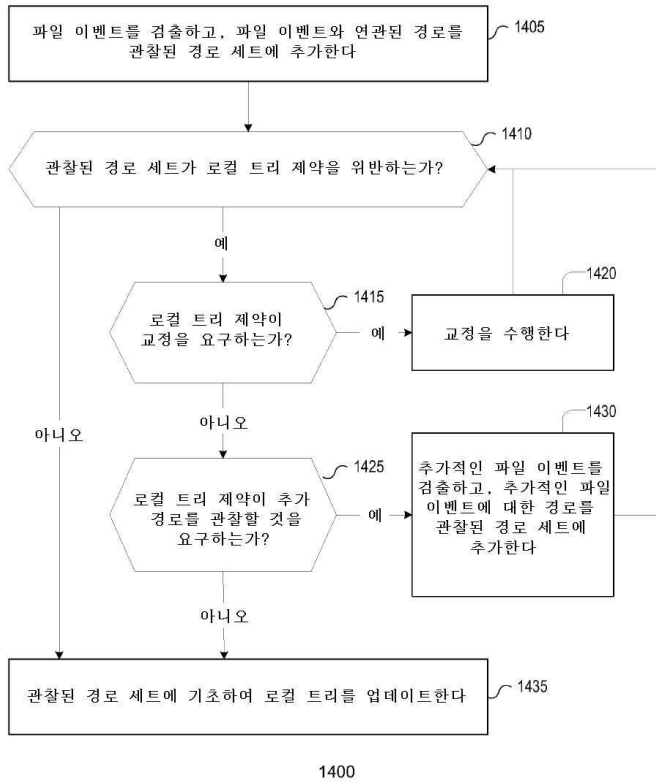 파일 이벤트를 검출하고, 파일 이벤트와 연관된 경로를
관찰된 경로 세트에 추가한다
1405
1410
관찰된 경로 세트가 로컬 트리 제약을 위반하는가?
예
1415
로컬 트리 제약이
교정을 요구하는가?
예
1420
교정을 수행한다
아니오
아니오
1425
로컬 트리 제약이 추가
경로를 관찰할 것을
요구하는가?
예
1430
추가적인 파일 이벤트를
검출하고, 추가적인 파일
이벤트에 대한 경로를
관찰된 경로 세트에
추가한다
아니오
관찰된 경로 세트에 기초하여 로컬 트리를 업데이트한다
1435
1400